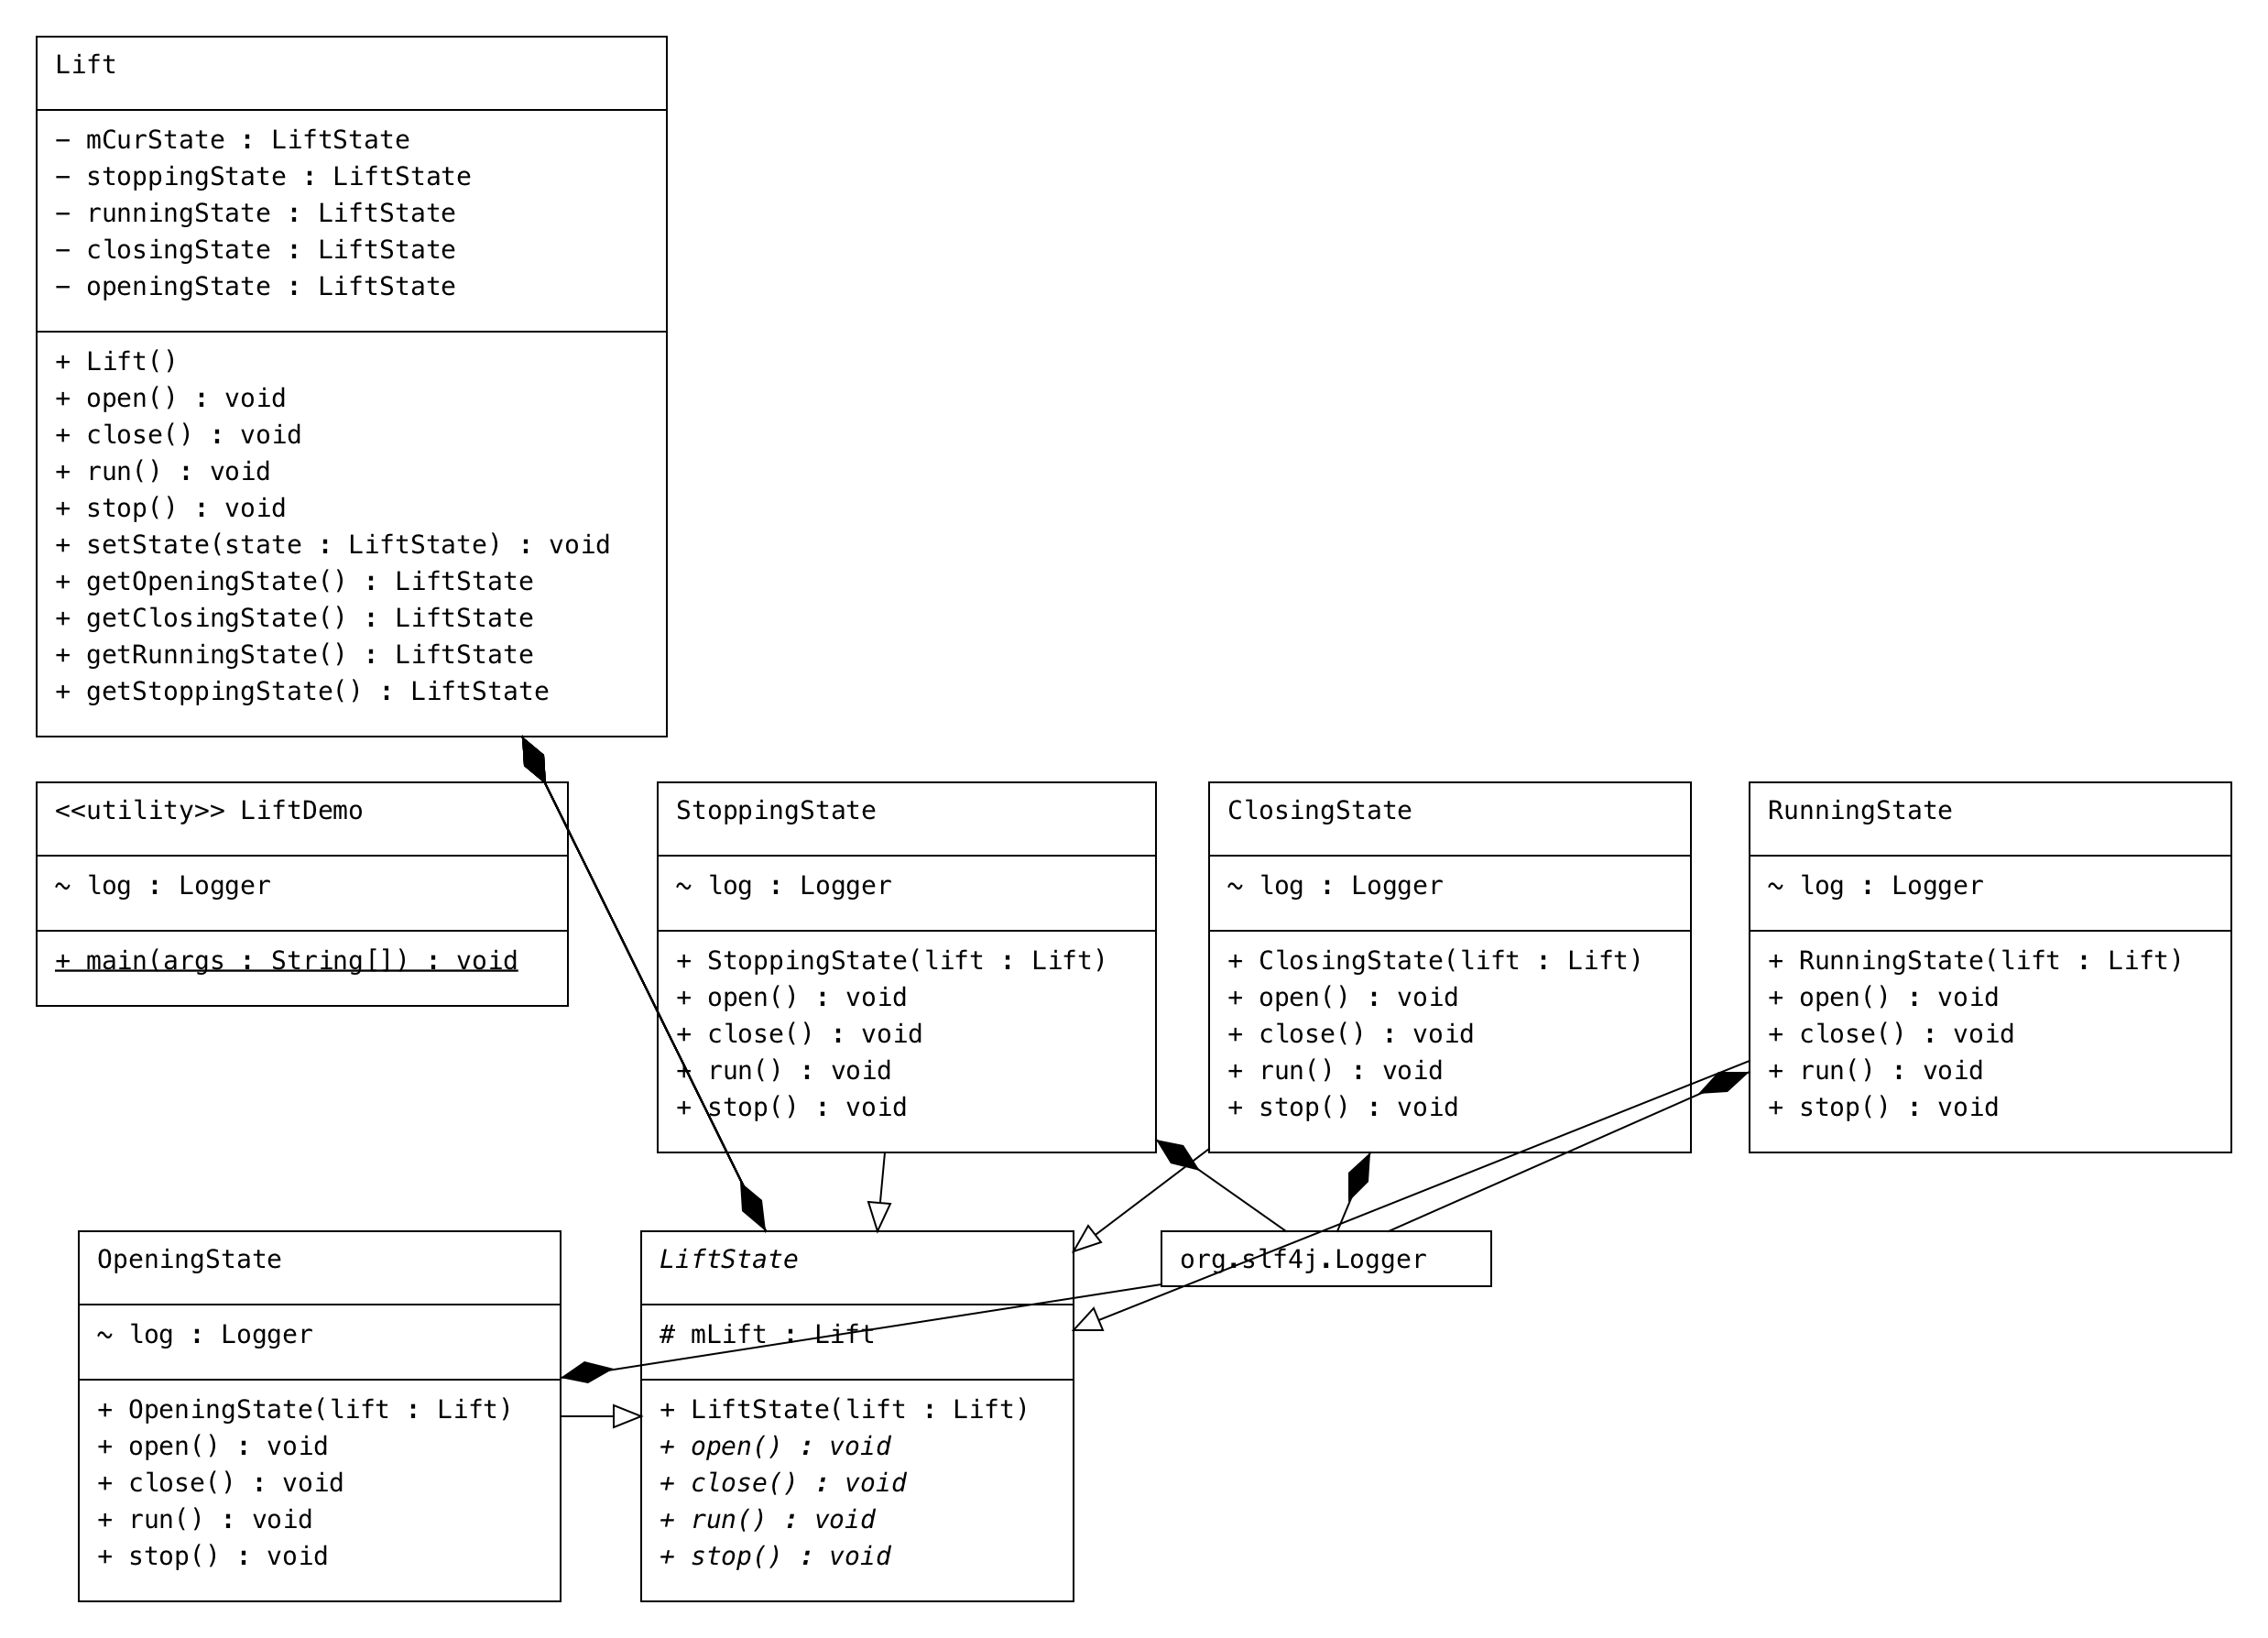 Lift
− mCurState : LiftState
− stoppingState : LiftState
− runningState : LiftState
− closingState : LiftState
− openingState : LiftState
+ Lift()
+ open() : void
+ close() : void
+ run() : void
+ stop() : void
+ setState(state : LiftState) : void
+ getOpeningState() : LiftState
+ getClosingState() : LiftState
+ getRunningState() : LiftState
+ getStoppingState() : LiftState
<<utility>> LiftDemo
~ log : Logger
+ main(args : String[]) : void
StoppingState
~ log : Logger
+ StoppingState(lift : Lift)
+ open() : void
+ close() : void
+ run() : void
+ stop() : void
ClosingState
~ log : Logger
+ ClosingState(lift : Lift)
+ open() : void
+ close() : void
+ run() : void
+ stop() : void
RunningState
~ log : Logger
+ RunningState(lift : Lift)
+ open() : void
+ close() : void
+ run() : void
+ stop() : void
OpeningState
~ log : Logger
+ OpeningState(lift : Lift)
+ open() : void
+ close() : void
+ run() : void
+ stop() : void
LiftState
# mLift : Lift
+ LiftState(lift : Lift)
+ open() : void
+ close() : void
+ run() : void
+ stop() : void
org.slf4j.Logger